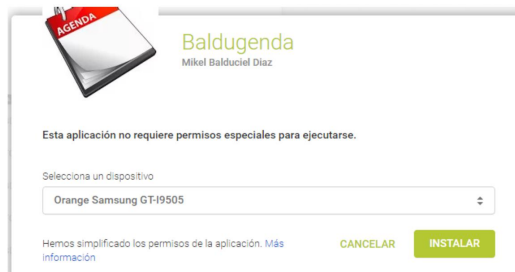 AGENDA
Baldugenda
Mikel Balduciel Diaz
Esta aplicación no requiere permisos especiales para ejecutarse.
Selecciona un dispositivo
Orange Samsung GT-I9505
Hemos simplificado los permisos de la aplicación. Más
información
CANCELAR
INSTALAR